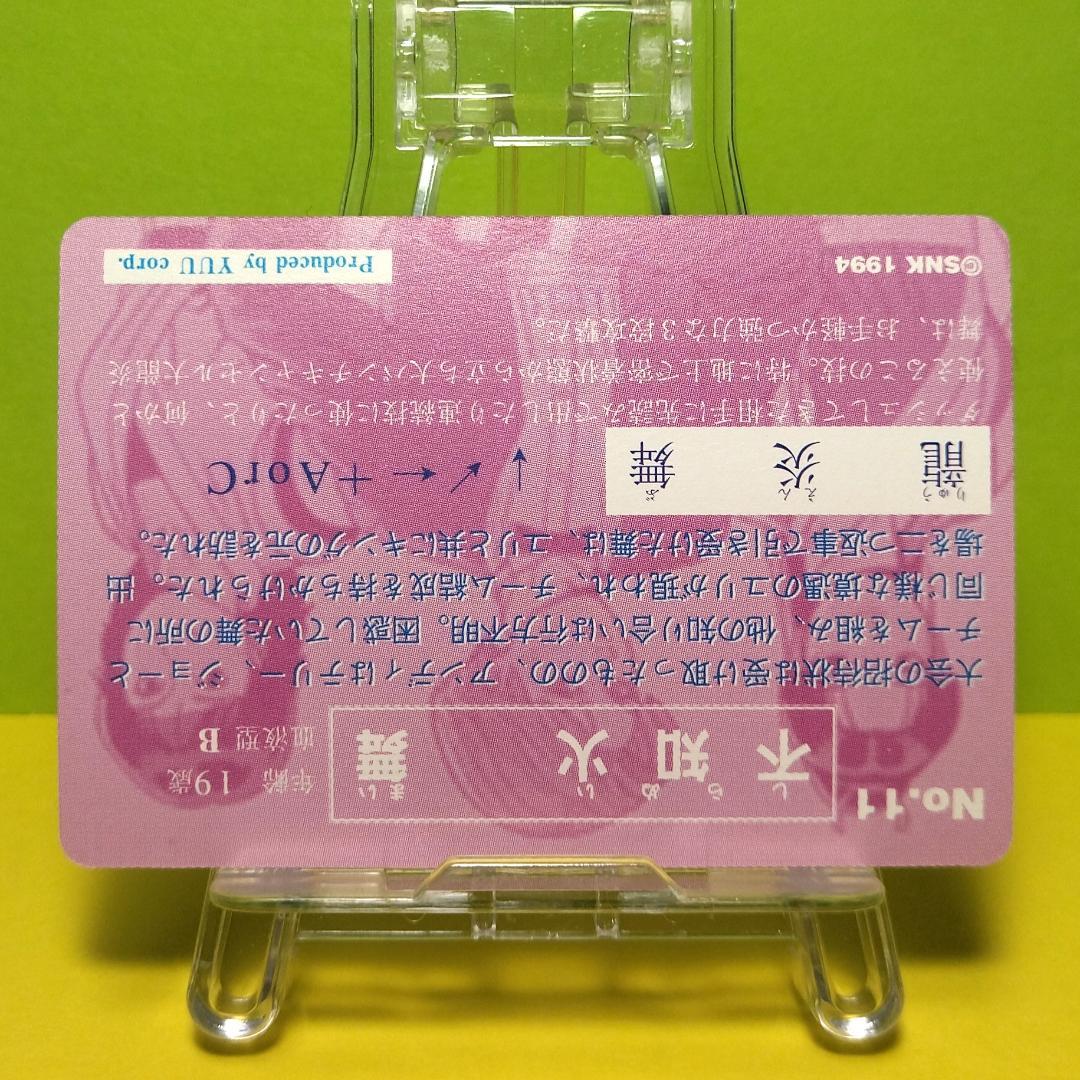 No.11
しらぬい まい
不知火 舞
年齢 19歳
血液型 B
大会の招待状は受け取ったものの、アンディはテリー、ジョーと
チームを組み、他の知り合いは行方不明。困惑していた舞の所に
同じ様な境遇のユリが現われ、チーム結成を持ちかけられた。出
場を二つ返事で引き受けた舞は、ユリと共にキングの元を訪れた。
りゅう えん ぶ
龍炎舞 ↓↙←+AorC
ダッシュしてきた相手に先読みで出したり連続技に使ったりと、何かと
使えるこの技。特に地上で密着状態から立ち大パンチキャンセル大龍炎
舞は、お手軽かつ強力な3段攻撃だ。
©SNK 1994 Produced by YUU corp.